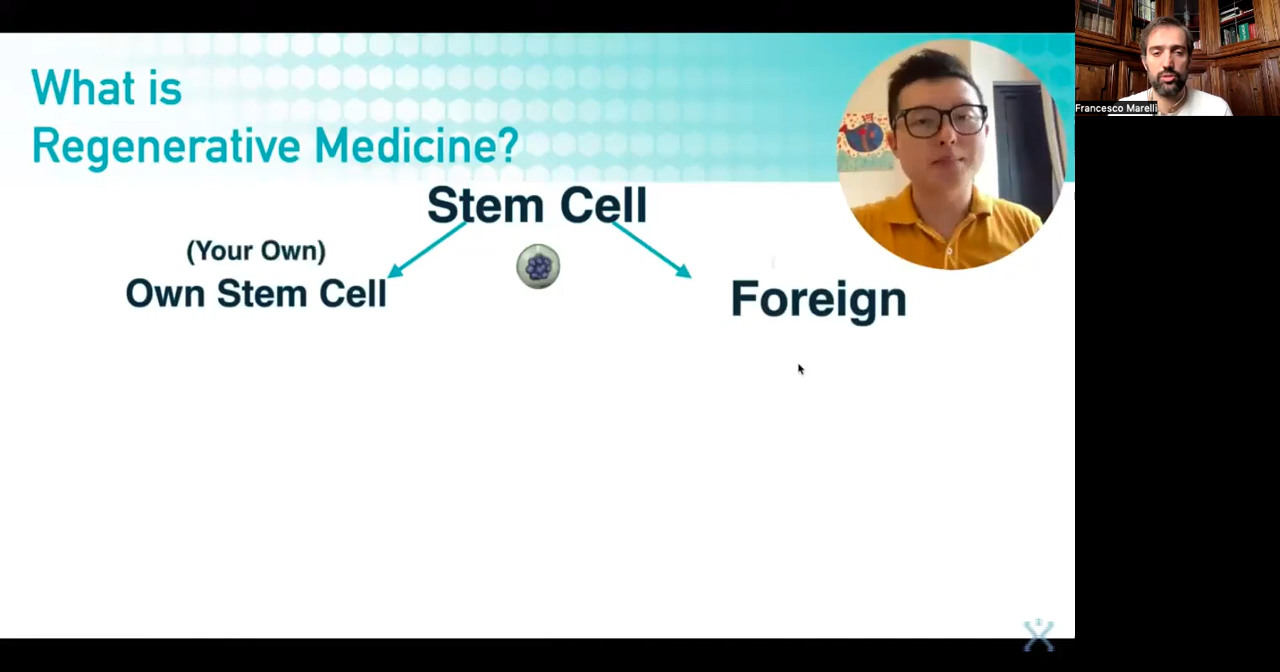 What is
Regenerative Medicine?
Stem Cell
(Your Own)
Own Stem Cell
Foreign
Francesco Marelli